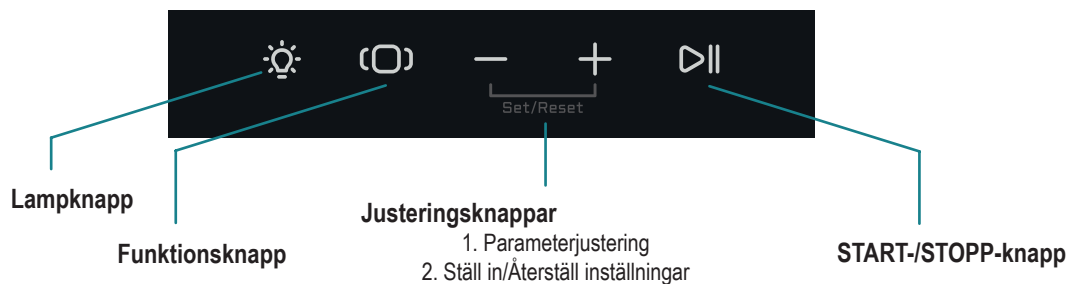 Set/Reset
Lampknapp
Funktionsknapp
Justeringsknappar
1. Parameterjustering
2. Ställ in/Återställ inställningar
START-/STOPP-knapp